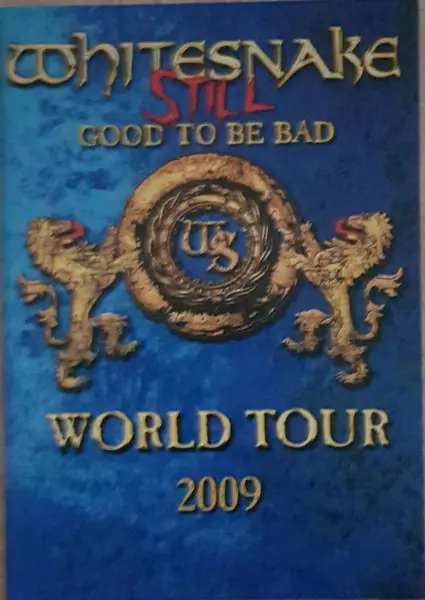 WHITESNAKE
STILL
GOOD TO BE BAD
WS
WORLD TOUR
2009